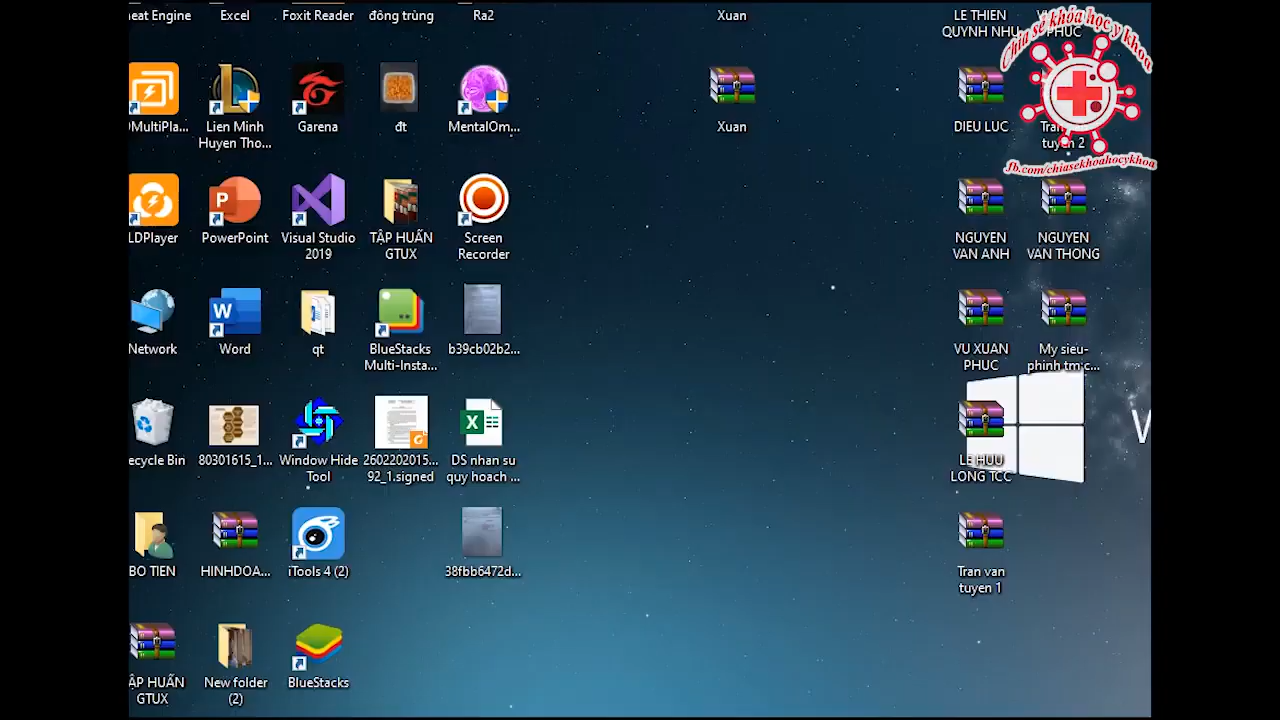 eat Engine
Excel
Foxit Reader
đông trùng
Ra2
Xuan
LE THIEN
QUYNH NHU
PHUC
Chia sẻ khóa học y khoa
fb.com/chiasekhoahocykhoa
MultiPla...
Lien Minh
Huyen Tho...
Garena
đt
MentalOm...
Xuan
DIEU LUC
Tran
tuyen 2
LDPlayer
PowerPoint
Visual Studio
2019
TẬP HUẤN
GTUX
Screen
Recorder
NGUYEN
VAN ANH
NGUYEN
VAN THONG
Network
Word
qt
BlueStacks
Multi-Insta...
b39cb02b2...
VU XUAN
PHUC
My sieu-
phinh tm c...
ecycle Bin
80301615_1...
Window Hide
Tool
2602202015...
92_1.signed
DS nhan su
quy hoach ...
LE HUU
LONG TCC
BO TIEN
HINHDOA...
iTools 4 (2)
38fbb6472d...
Tran van
tuyen 1
ẬP HUẤN
GTUX
New folder
(2)
BlueStacks